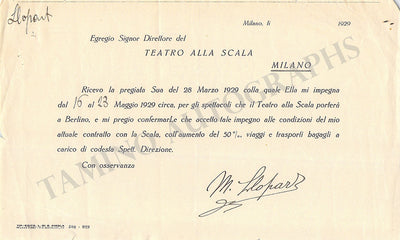 Llopart
Milano, li 1929
Egregio Signor Direttore del
TEATRO ALLA SCALA
MILANO
Ricevo la pregiata Sua del 28 Marzo 1929 colla quale Ella mi impegna
dal 16 al 23 Maggio 1929 circa, per gli spettacoli che il Teatro alla Scala porterà
a Berlino, e mi pregio confermarLe che accetto tale impegno alle condizioni del mio
attuale contratto con la Scala, coll'aumento del 50%, viaggi e trasporti bagagli a
carico di codesta Spett. Direzione.
Con osservanza
M. Llopart
TAMINO AUTOGRAPHS